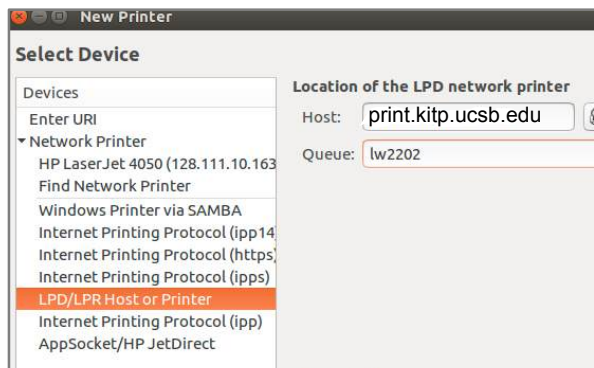 New Printer
Select Device
Devices
Enter URI
Network Printer
HP LaserJet 4050 (128.111.10.163
Find Network Printer
Windows Printer via SAMBA
Internet Printing Protocol (ipp14
Internet Printing Protocol (https)
Internet Printing Protocol (ipps)
LPD/LPR Host or Printer
Internet Printing Protocol (ipp)
AppSocket/HP JetDirect
Location of the LPD network printer
Host: print.kitp.ucsb.edu
Queue: lw2202